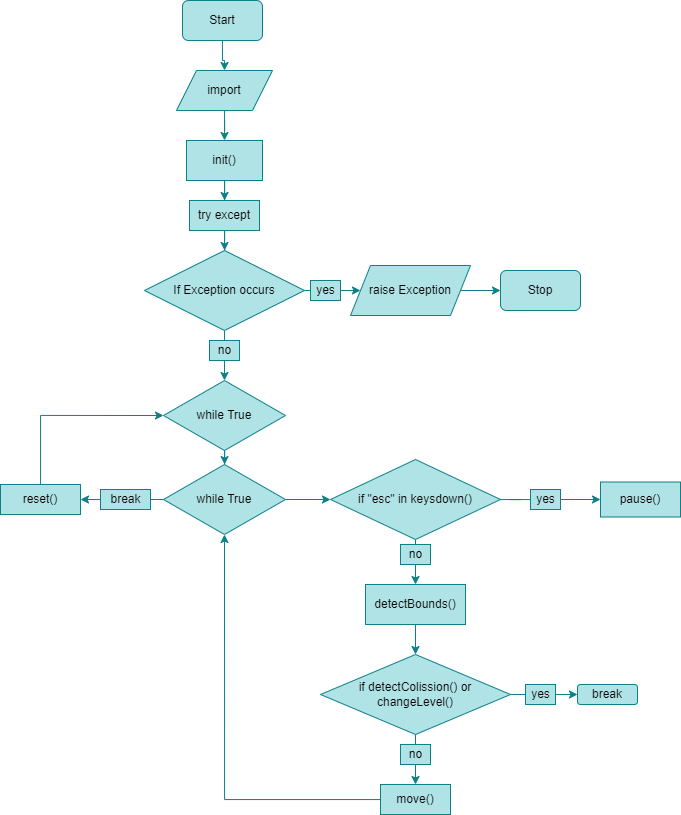 Start
import
init()
try except
If Exception occurs
yes
raise Exception
Stop
no
while True
reset()
break
while True
if "esc" in keysdown()
yes
pause()
no
detectBounds()
if detectColission() or
changeLevel()
yes
break
no
move()